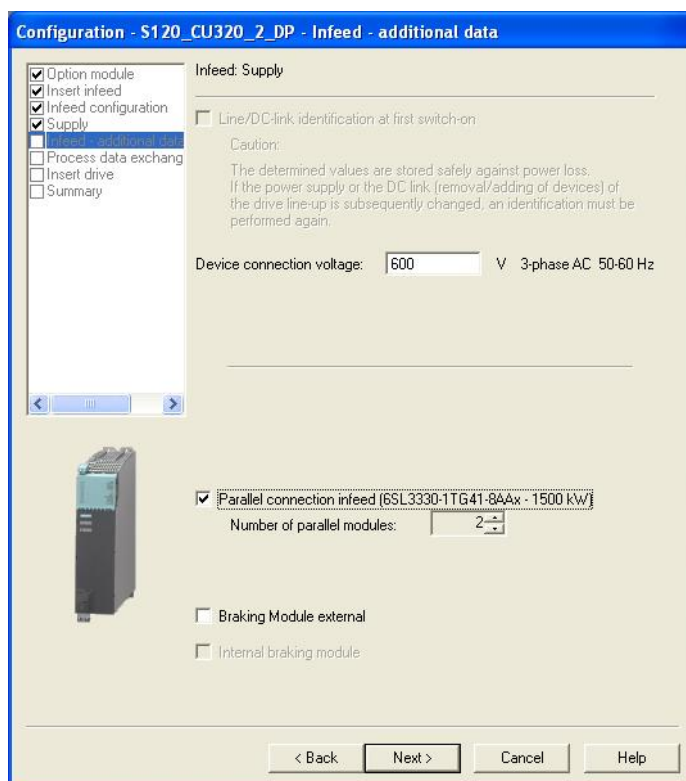 Configuration - S120_CU320_2_DP - Infeed - additional data
Option module
Insert infeed
Infeed configuration
Supply
Infeed - additional data
Process data exchang
Insert drive
Summary
Infeed: Supply
Line/DC-link identification at first switch-on
Caution:
The determined values are stored safely against power loss.
If the power supply or the DC link (removal/adding of devices) of
the drive line-up is subsequently changed, an identification must be
performed again.
Device connection voltage: 600 V 3-phase AC 50-60 Hz
Parallel connection infeed (6SL3330-1TG41-8AAx - 1500 kW)
Number of parallel modules: 2
Braking Module external
Internal braking module
< Back Next > Cancel Help